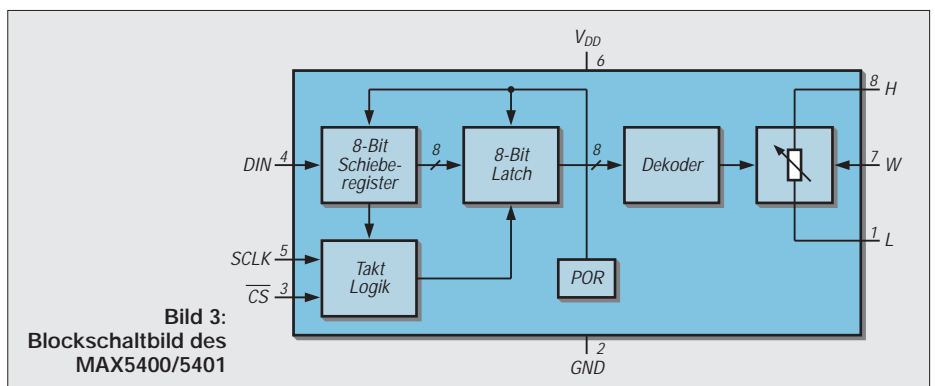 V_DD
6
8 H
DIN 4
8-Bit
Schiebe-
register
8
8-Bit
Latch
8
Dekoder
7 W
1 L
SCLK 5
C̅S̅ 3
Takt
Logik
POR
2
GND
Bild 3:
Blockschaltbild des
MAX5400/5401